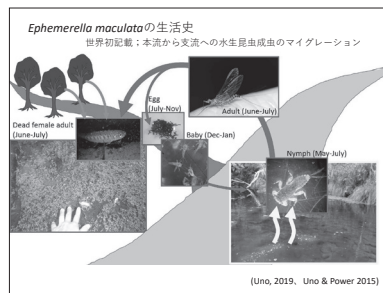 Ephemerella maculataの生活史
世界初記載；本流から支流への水生昆虫成虫のマイグレーション
Adult (June-July)
Egg
(July-Nov)
Dead female adult
(June-July)
Baby (Dec-Jan)
Nymph (May-July)
(Uno, 2019、 Uno & Power 2015)